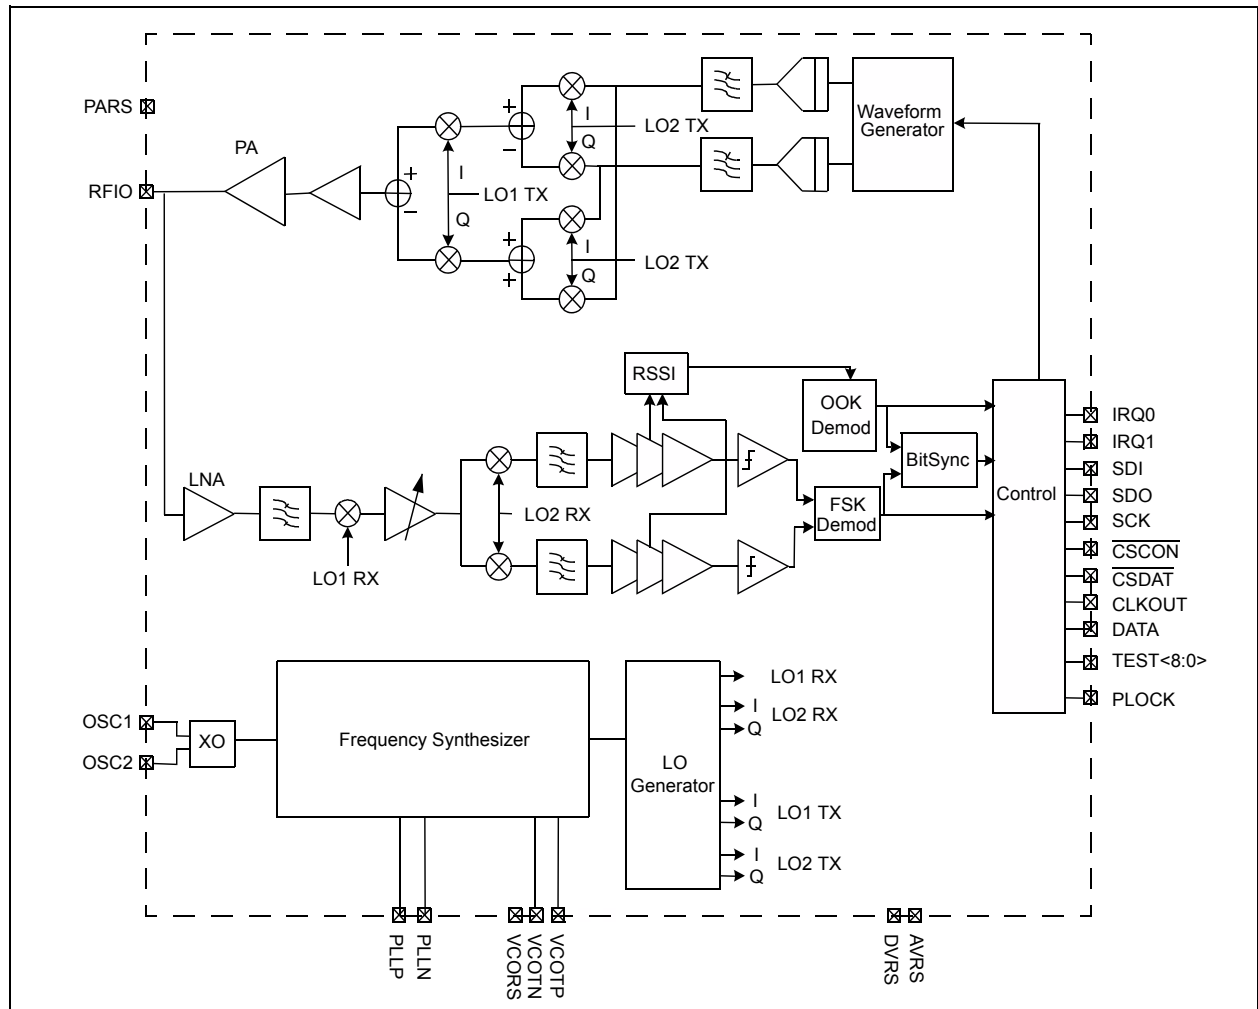 PARS
RFIO
PA
+
−
I
LO1 TX
Q
+
−
I
LO2 TX
Q
+
+
I
LO2 TX
Q
Waveform
Generator
RSSI
OOK
Demod
BitSync
FSK
Demod
Control
LNA
LO1 RX
LO2 RX
IRQ0
IRQ1
SDI
SDO
SCK
CSCON
CSDAT
CLKOUT
DATA
TEST<8:0>
PLOCK
OSC1
OSC2
XO
Frequency Synthesizer
LO
Generator
LO1 RX
I
LO2 RX
Q
I
LO1 TX
Q
I
LO2 TX
Q
PLLP
PLLN
VCORS
VCOTN
VCOTP
DVRS
AVRS